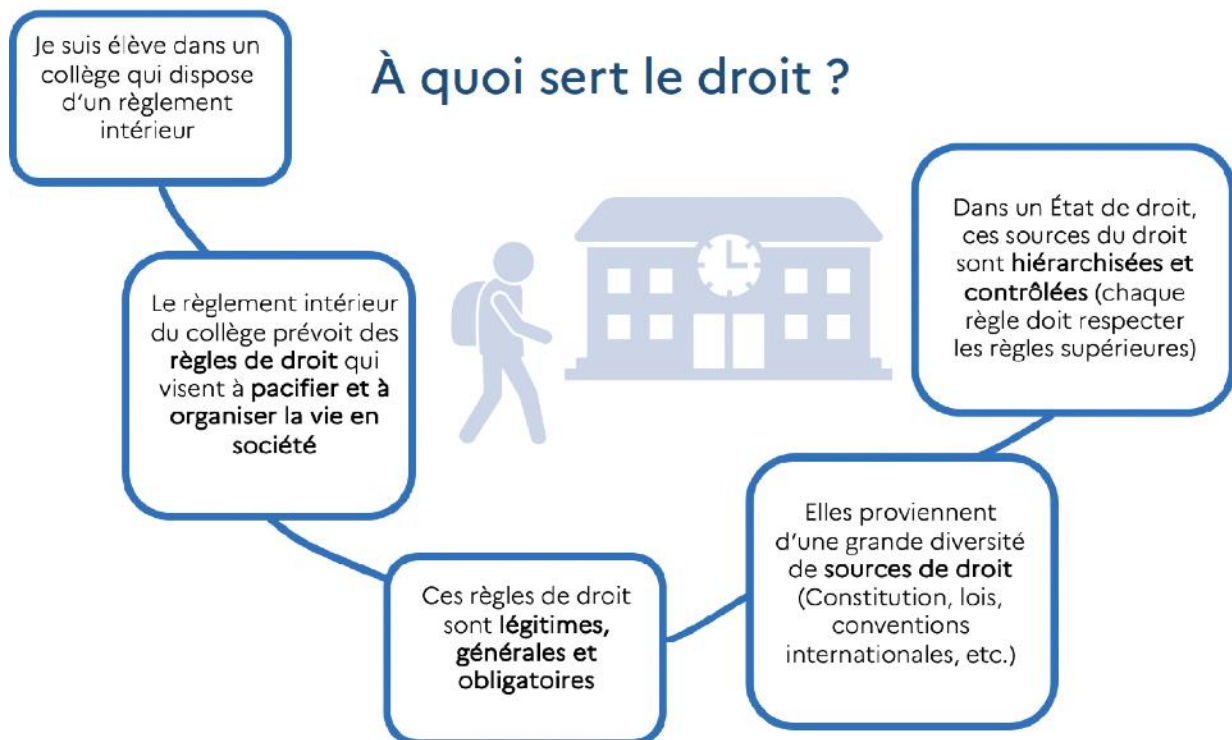 À quoi sert le droit ?
Je suis élève dans un
collège qui dispose
d'un règlement
intérieur
Le règlement intérieur
du collège prévoit des
règles de droit qui
visent à pacifier et à
organiser la vie en
société
Ces règles de droit
sont légitimes,
générales et
obligatoires
Elles proviennent
d'une grande diversité
de sources de droit
(Constitution, lois,
conventions
internationales, etc.)
Dans un État de droit,
ces sources du droit
sont hiérarchisées et
contrôlées (chaque
règle doit respecter
les règles supérieures)